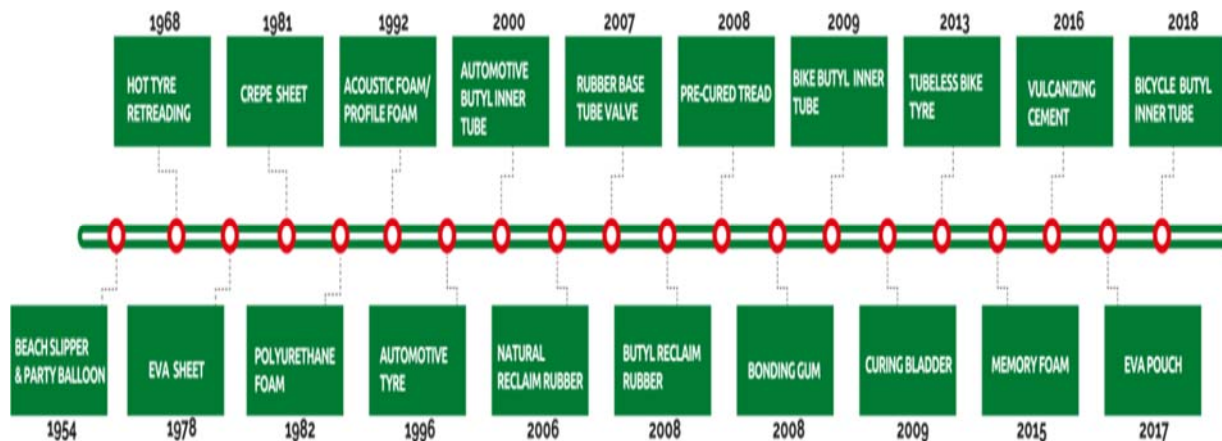 1968
1981
1992
2000
2007
2008
2009
2013
2016
2018
HOT TYRE
RETREADING
CREPE SHEET
ACOUSTIC FOAM/
PROFILE FOAM
AUTOMOTIVE
BUTYL INNER
TUBE
RUBBER BASE
TUBE VALVE
PRE-CURED TREAD
BIKE BUTYL INNER
TUBE
TUBELESS BIKE
TYRE
VULCANIZING
CEMENT
BICYCLE BUTYL
INNER TUBE
BEACH SLIPPER
& PARTY BALLOON
EVA SHEET
POLYURETHANE
FOAM
AUTOMOTIVE
TYRE
NATURAL
RECLAIM RUBBER
BUTYL RECLAIM
RUBBER
BONDING GUM
CURING BLADDER
MEMORY FOAM
EVA POUCH
1954
1978
1982
1996
2006
2008
2008
2009
2015
2017